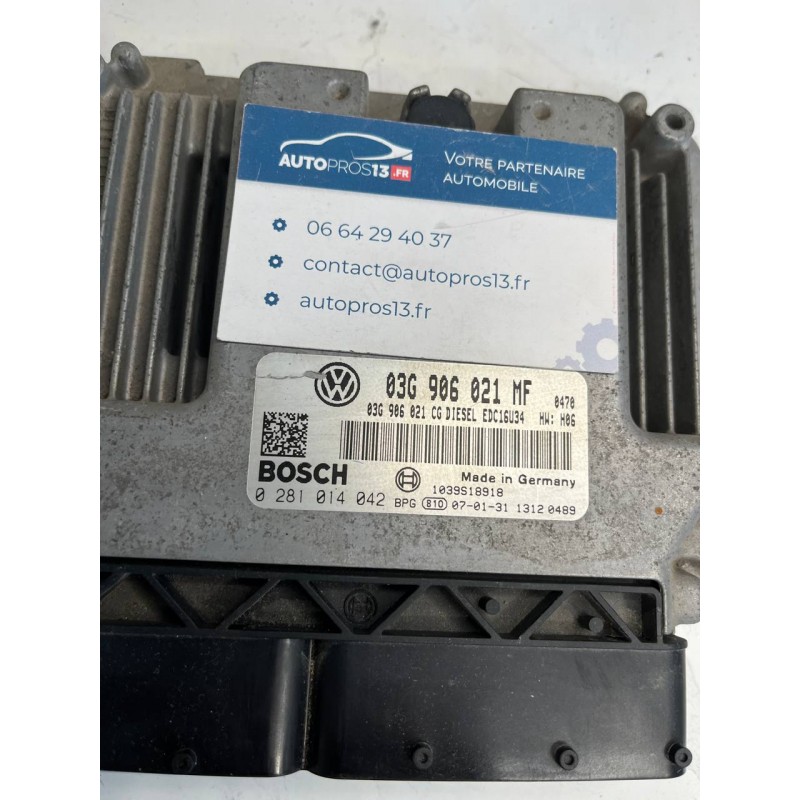 AUTOPROS13.FR
VOTRE PARTENAIRE
AUTOMOBILE
06 64 29 40 37
contact@autopros13.fr
autopros13.fr
03G 906 021 MF 0470
03G 906 021 CG DIESEL EDC16U34 HW: H06
BOSCH
Made in Germany
1039S18918
0 281 014 042 BPG 810 07-01-31 1312 0489